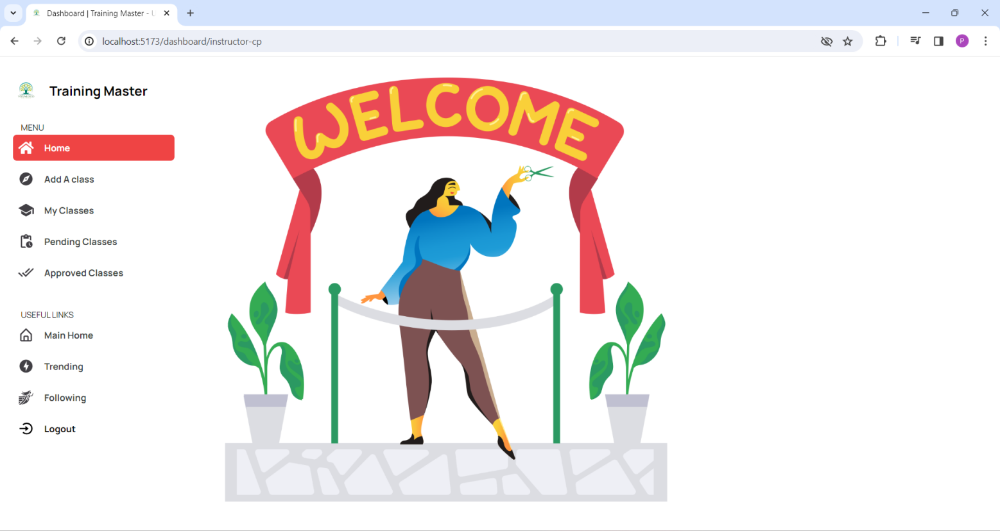 Dashboard | Training Master - U
localhost:5173/dashboard/instructor-cp
P
Training Master
MENU
Home
Add A class
My Classes
Pending Classes
Approved Classes
USEFUL LINKS
Main Home
Trending
Following
Logout
WELCOME